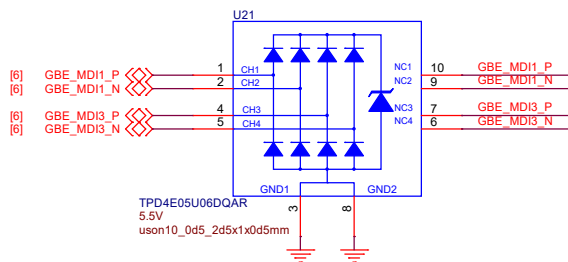 U21
[6] GBE_MDI1_P 1 CH1 NC1 10 GBE_MDI1_P
[6] GBE_MDI1_N 2 CH2 NC2 9 GBE_MDI1_N
[6] GBE_MDI3_P 4 CH3 NC3 7 GBE_MDI3_P
[6] GBE_MDI3_N 5 CH4 NC4 6 GBE_MDI3_N
GND1 GND2
3 8
TPD4E05U06DQAR
5.5V
uson10_0d5_2d5x1x0d5mm